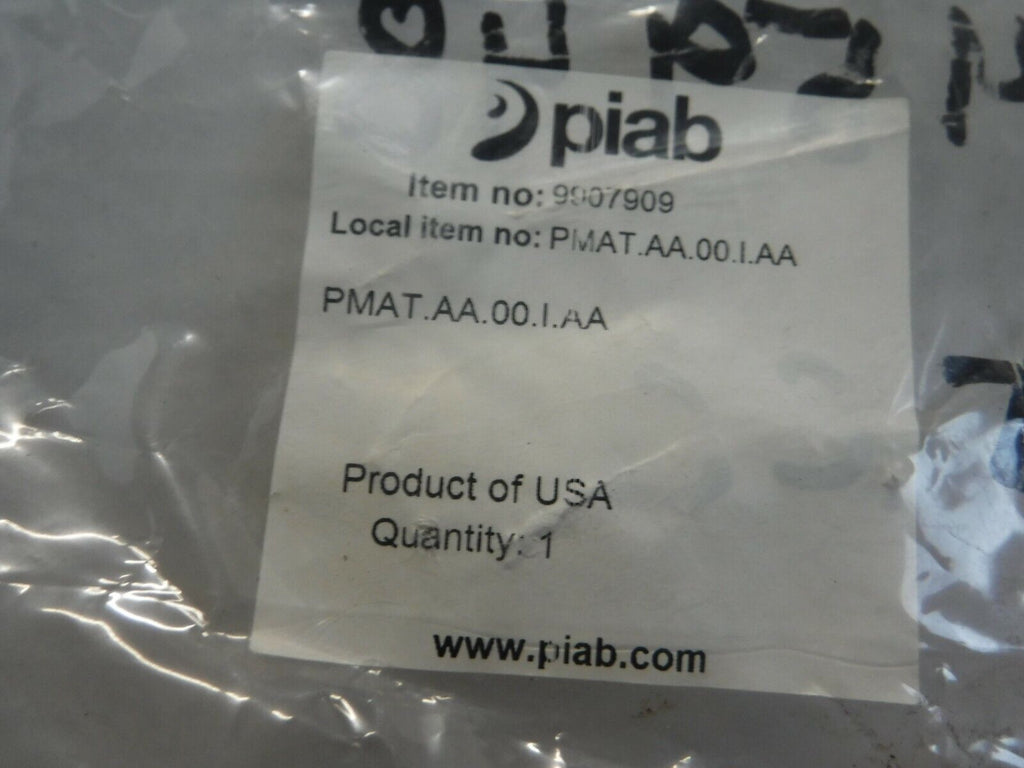 piab
Item no: 9907909
Local item no: PMAT.AA.00.I.AA
PMAT.AA.00.I.AA
Product of USA
Quantity: 1
www.piab.com